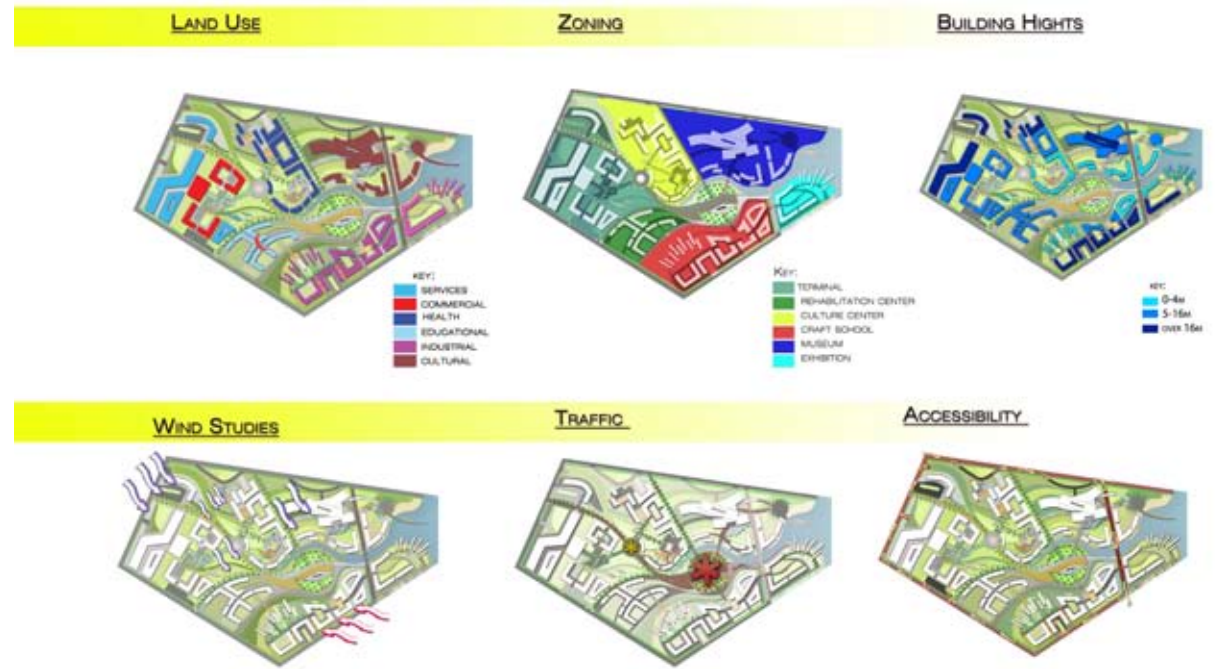 LAND USE
ZONING
BUILDING HIGHTS
KEY:
SERVICES
COMMERCIAL
HEALTH
EDUCATIONAL
INDUSTRIAL
CULTURAL
KEY:
TERMINAL
REHABILITATION CENTER
CULTURE CENTER
CRAFT SCHOOL
MUSEUM
EXHIBITION
KEY:
0-4M
5-16M
OVER 16M
WIND STUDIES
TRAFFIC
ACCESSIBILITY